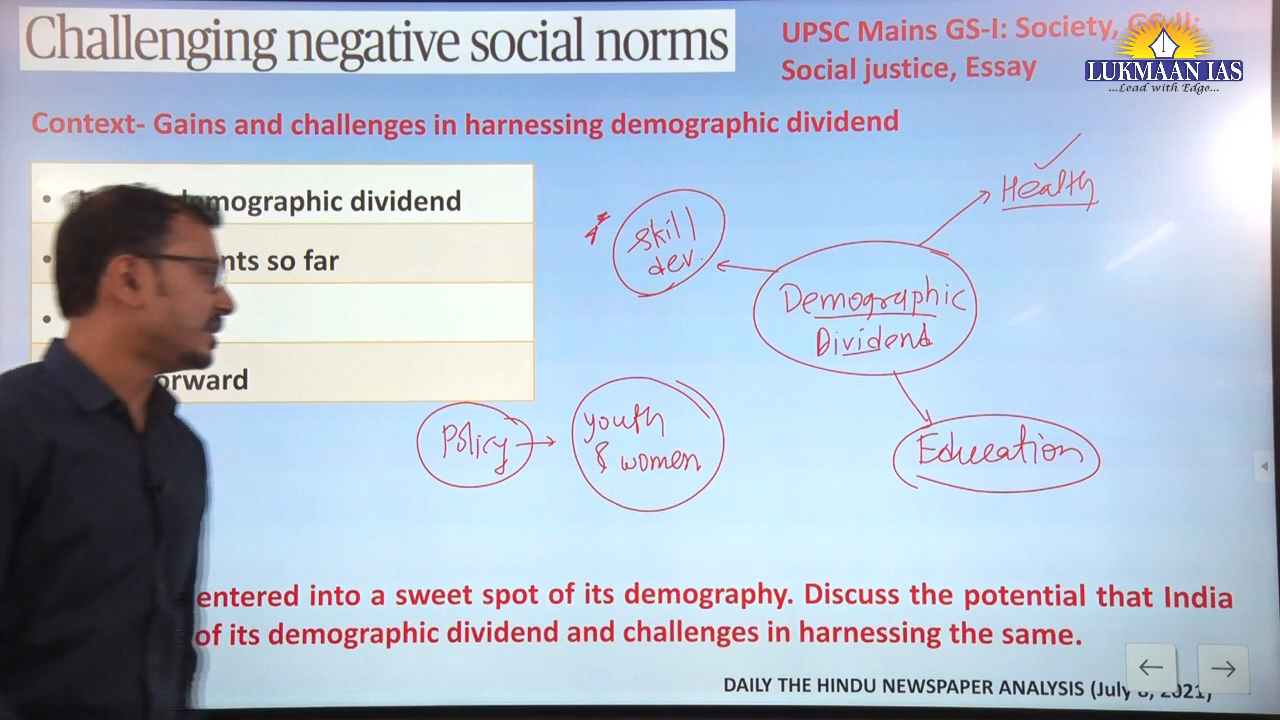 Challenging negative social norms
UPSC Mains GS-I: Society, GS-II:
Social justice, Essay
LUKMAAN IAS
...Lead with Edge...
Context- Gains and challenges in harnessing demographic dividend
demographic dividend
so far
Health
Skill
dev.
Demographic
Dividend
Policy
youth
& women
Education
entered into a sweet spot of its demography. Discuss the potential that India
of its demographic dividend and challenges in harnessing the same.
DAILY THE HINDU NEWSPAPER ANALYSIS (July 2021)